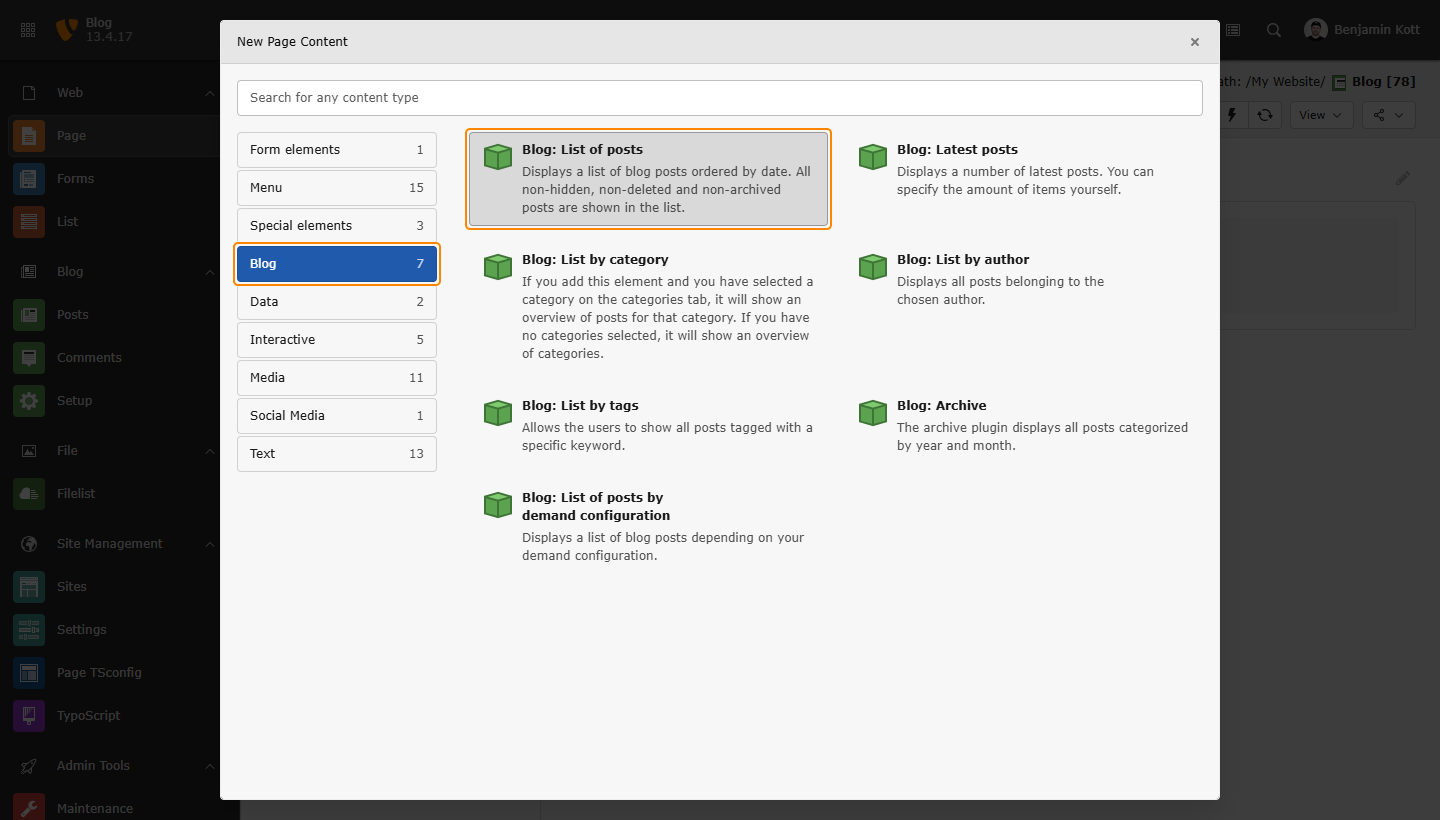 Blog
13.4.17
Benjamin Kott
Web
Page
Forms
List
Blog
Posts
Comments
Setup
File
Filelist
Site Management
Sites
Settings
Page TSconfig
TypoScript
Admin Tools
Maintenance
ath: /My Website/ Blog [78]
View
New Page Content
×
Search for any content type
Form elements 1
Menu 15
Special elements 3
Blog 7
Data 2
Interactive 5
Media 11
Social Media 1
Text 13
Blog: List of posts
Displays a list of blog posts ordered by date. All
non-hidden, non-deleted and non-archived
posts are shown in the list.
Blog: Latest posts
Displays a number of latest posts. You can
specify the amount of items yourself.
Blog: List by category
If you add this element and you have selected a
category on the categories tab, it will show an
overview of posts for that category. If you have
no categories selected, it will show an overview
of categories.
Blog: List by author
Displays all posts belonging to the
chosen author.
Blog: List by tags
Allows the users to show all posts tagged with a
specific keyword.
Blog: Archive
The archive plugin displays all posts categorized
by year and month.
Blog: List of posts by
demand configuration
Displays a list of blog posts depending on your
demand configuration.